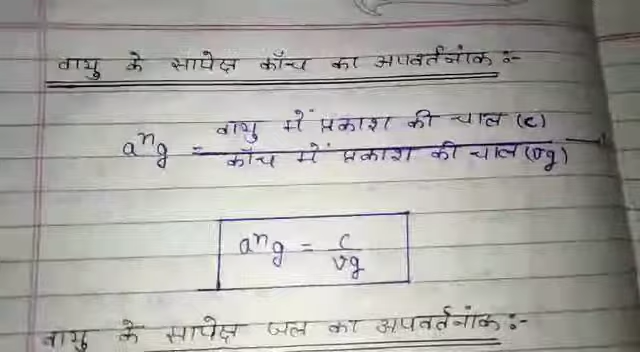 वायु के सापेक्ष काँच का अपवर्तनांक :-
ang = वायु में प्रकाश की चाल (c)
काँच में प्रकाश की चाल (vg)
ang = c
vg
वायु के सापेक्ष जल का अपवर्तनांक :-